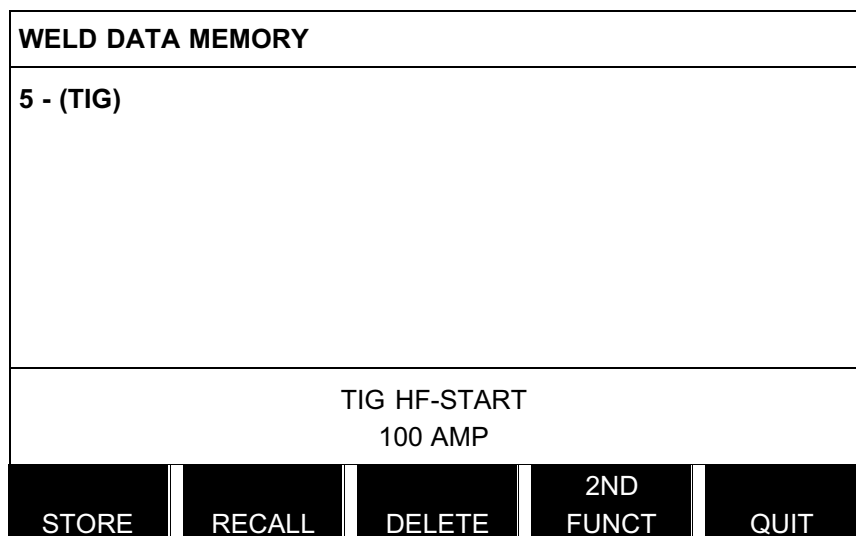 WELD DATA MEMORY
5 - (TIG)
TIG HF-START
100 AMP
STORE RECALL DELETE 2ND FUNCT QUIT